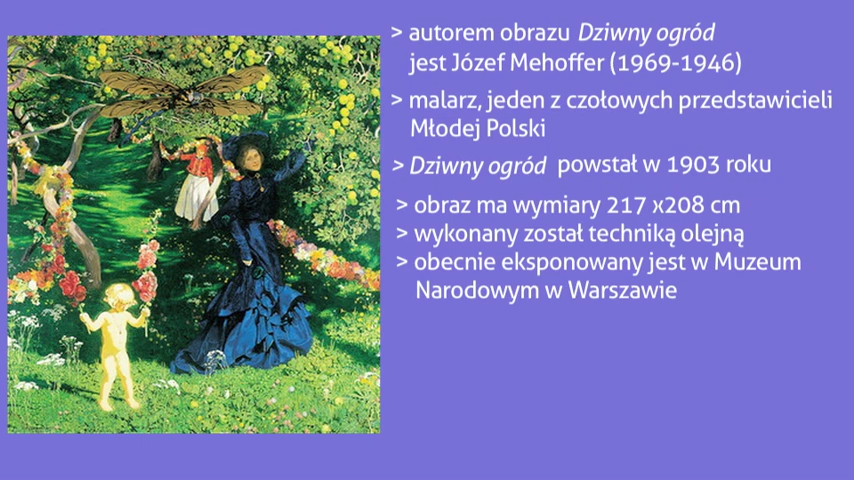 > autorem obrazu Dziwny ogród
jest Józef Mehoffer (1969-1946)
> malarz, jeden z czołowych przedstawicieli
Młodej Polski
> Dziwny ogród powstał w 1903 roku
> obraz ma wymiary 217 x208 cm
> wykonany został techniką olejną
> obecnie eksponowany jest w Muzeum
Narodowym w Warszawie